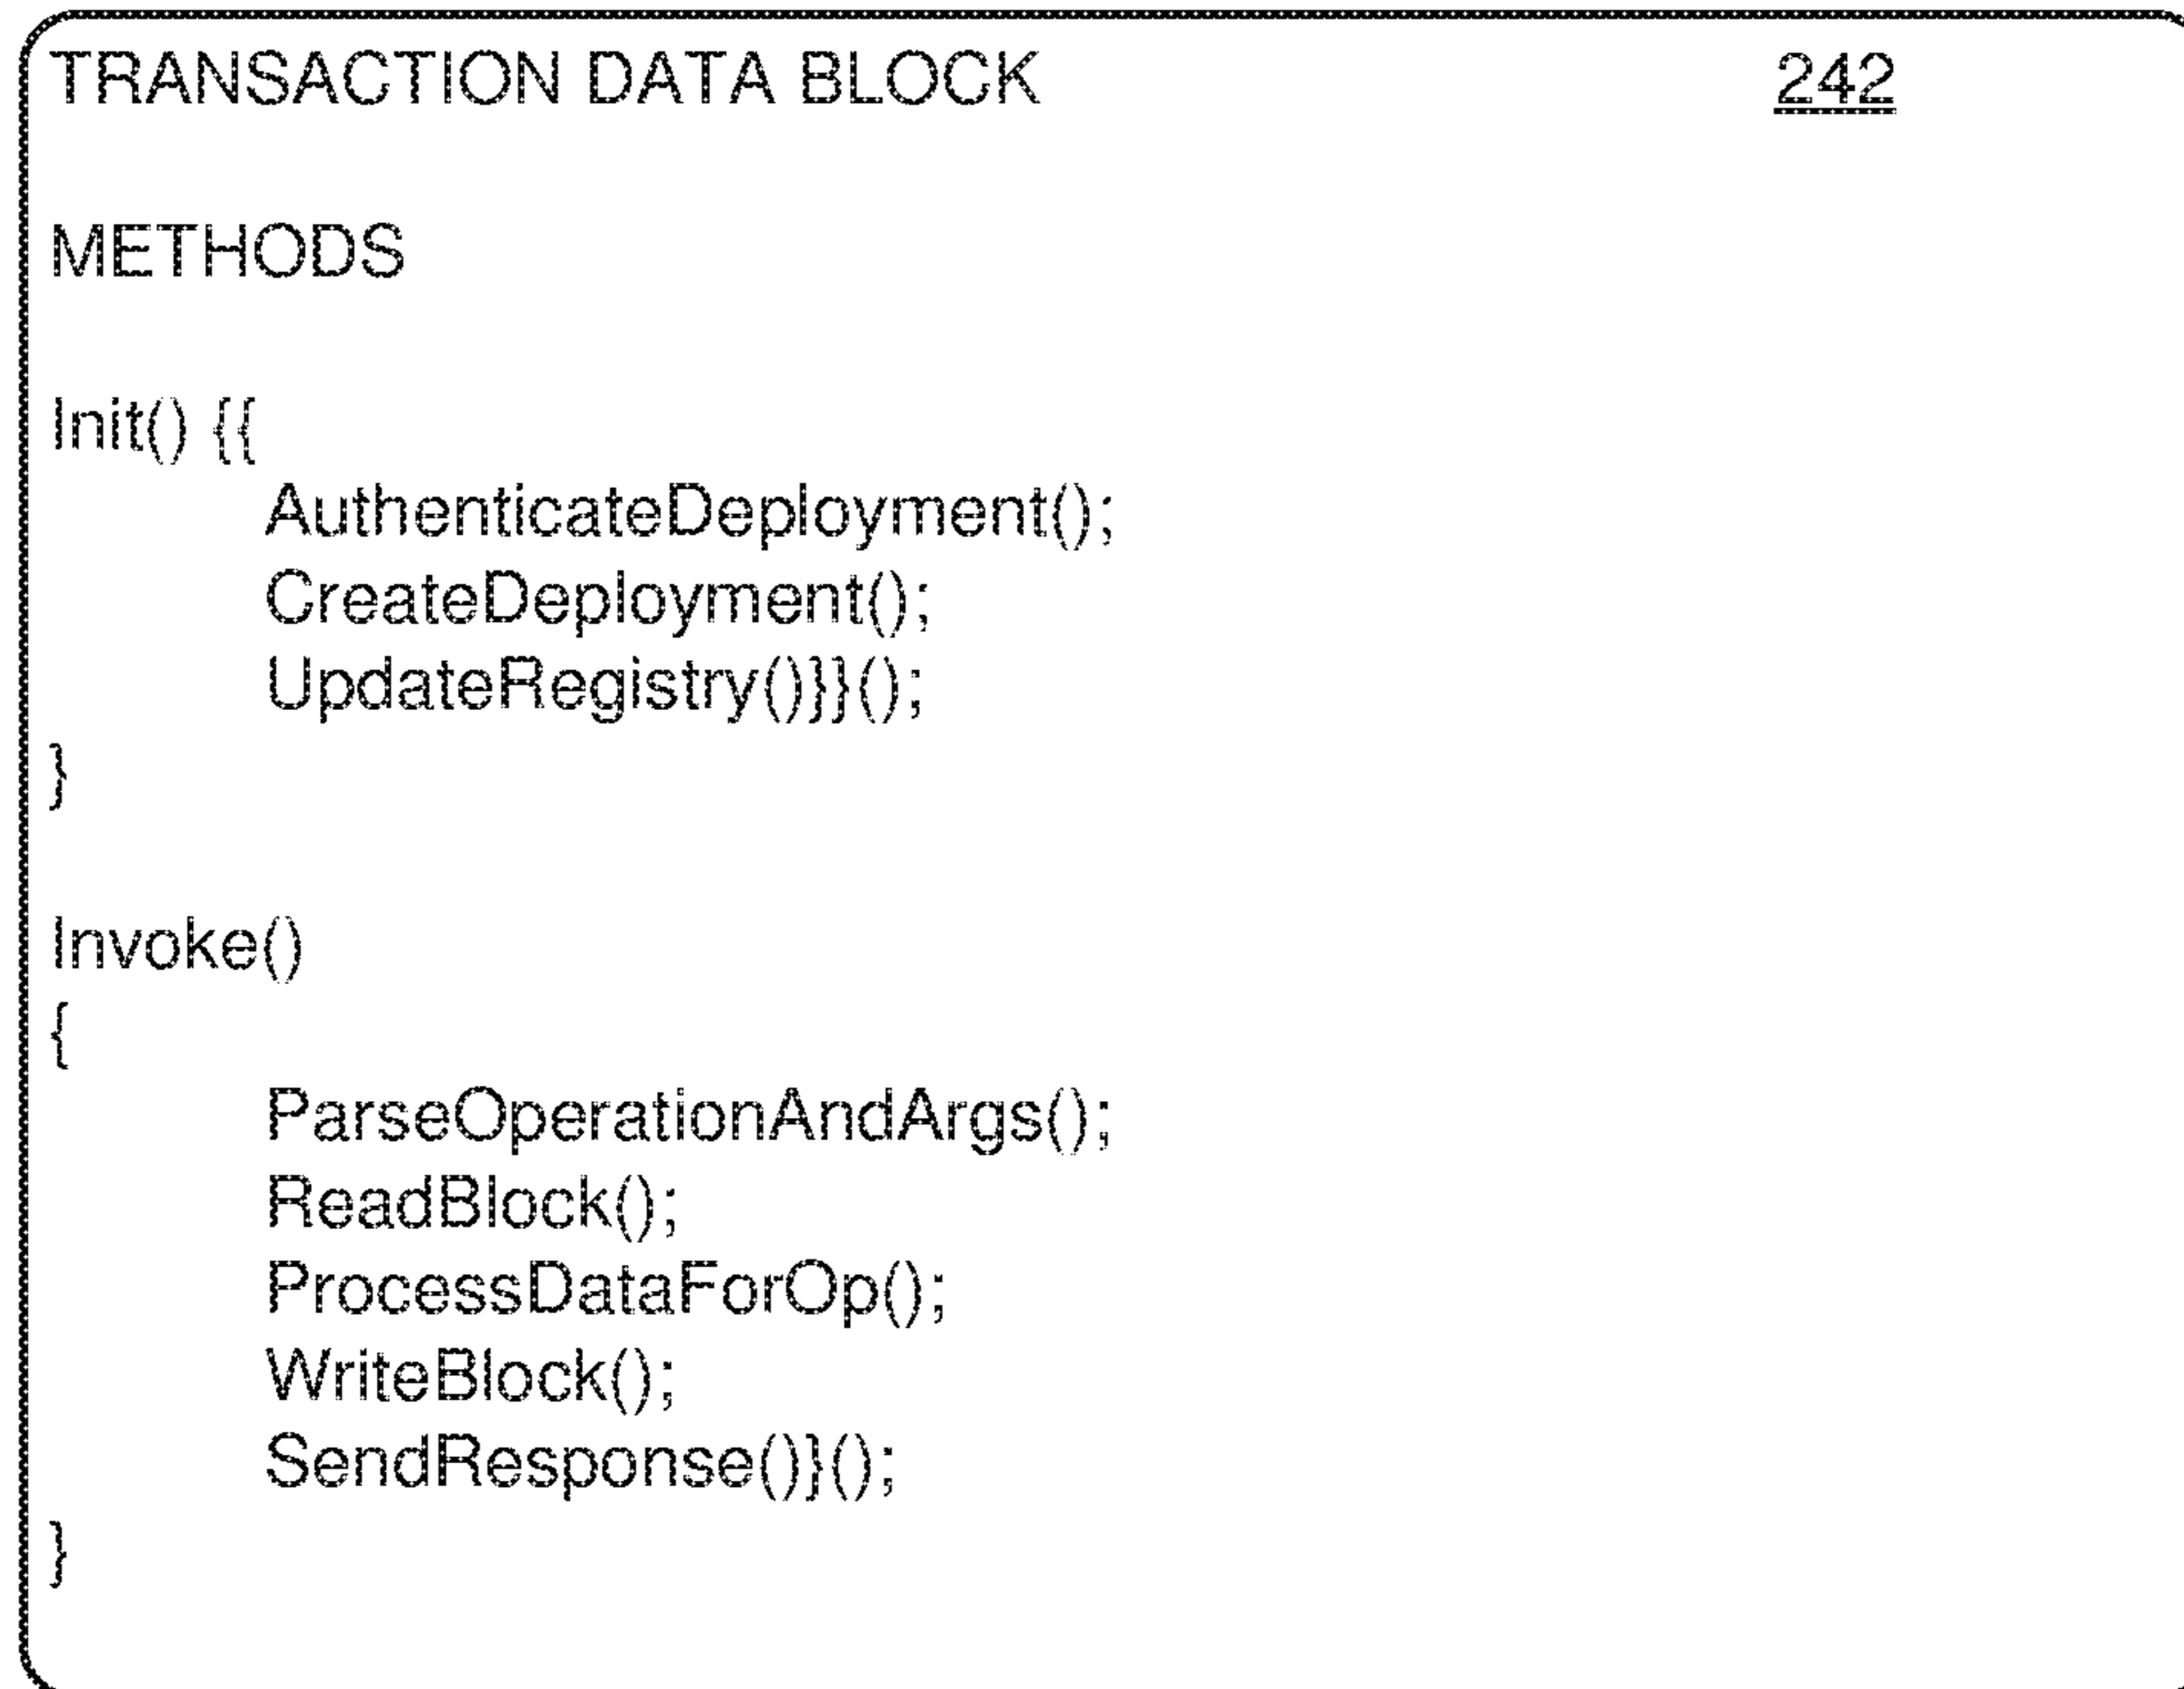 TRANSACTION DATA BLOCK 242
METHODS
Init() {{
AuthenticateDeployment();
CreateDeployment();
UpdateRegistry()}}();
}
Invoke()
{
ParseOperationAndArgs();
ReadBlock();
ProcessDataForOp();
WriteBlock();
SendResponse()}();
}